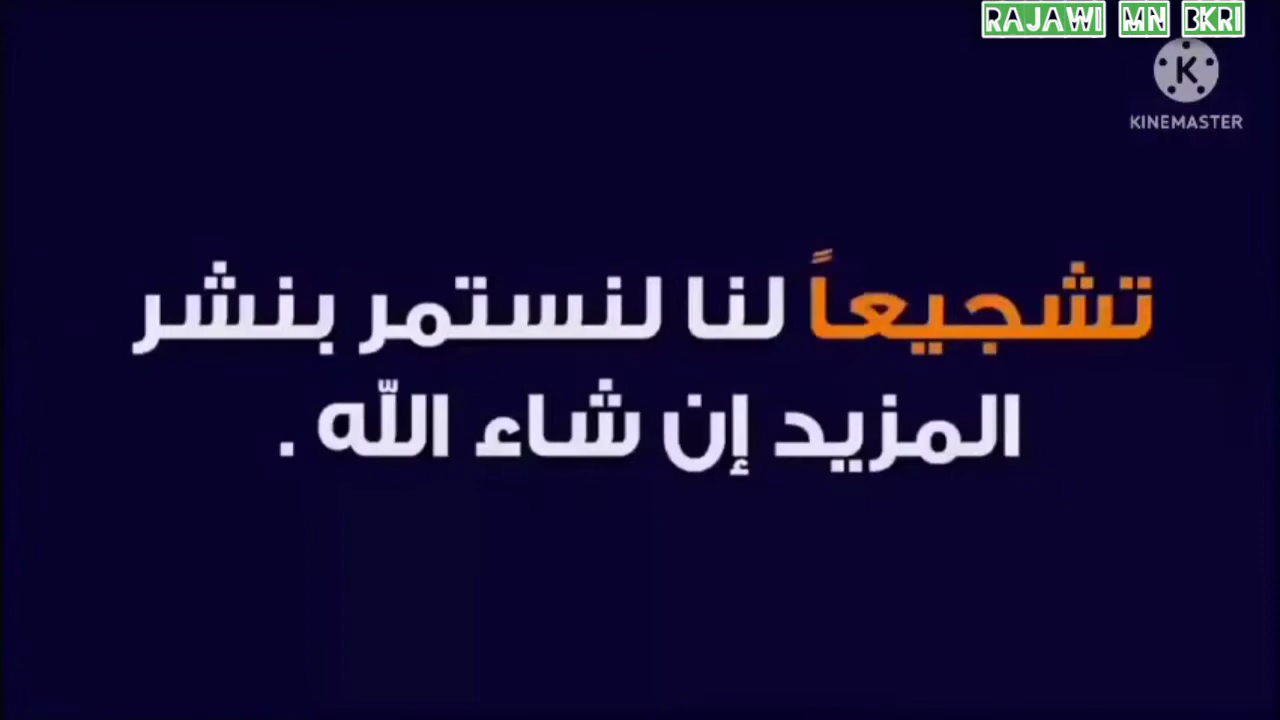 RAJAWI MN BKRI
KINEMASTER
تشجيعاً لنا لنستمر بنشر
المزيد إن شاء اللّه .